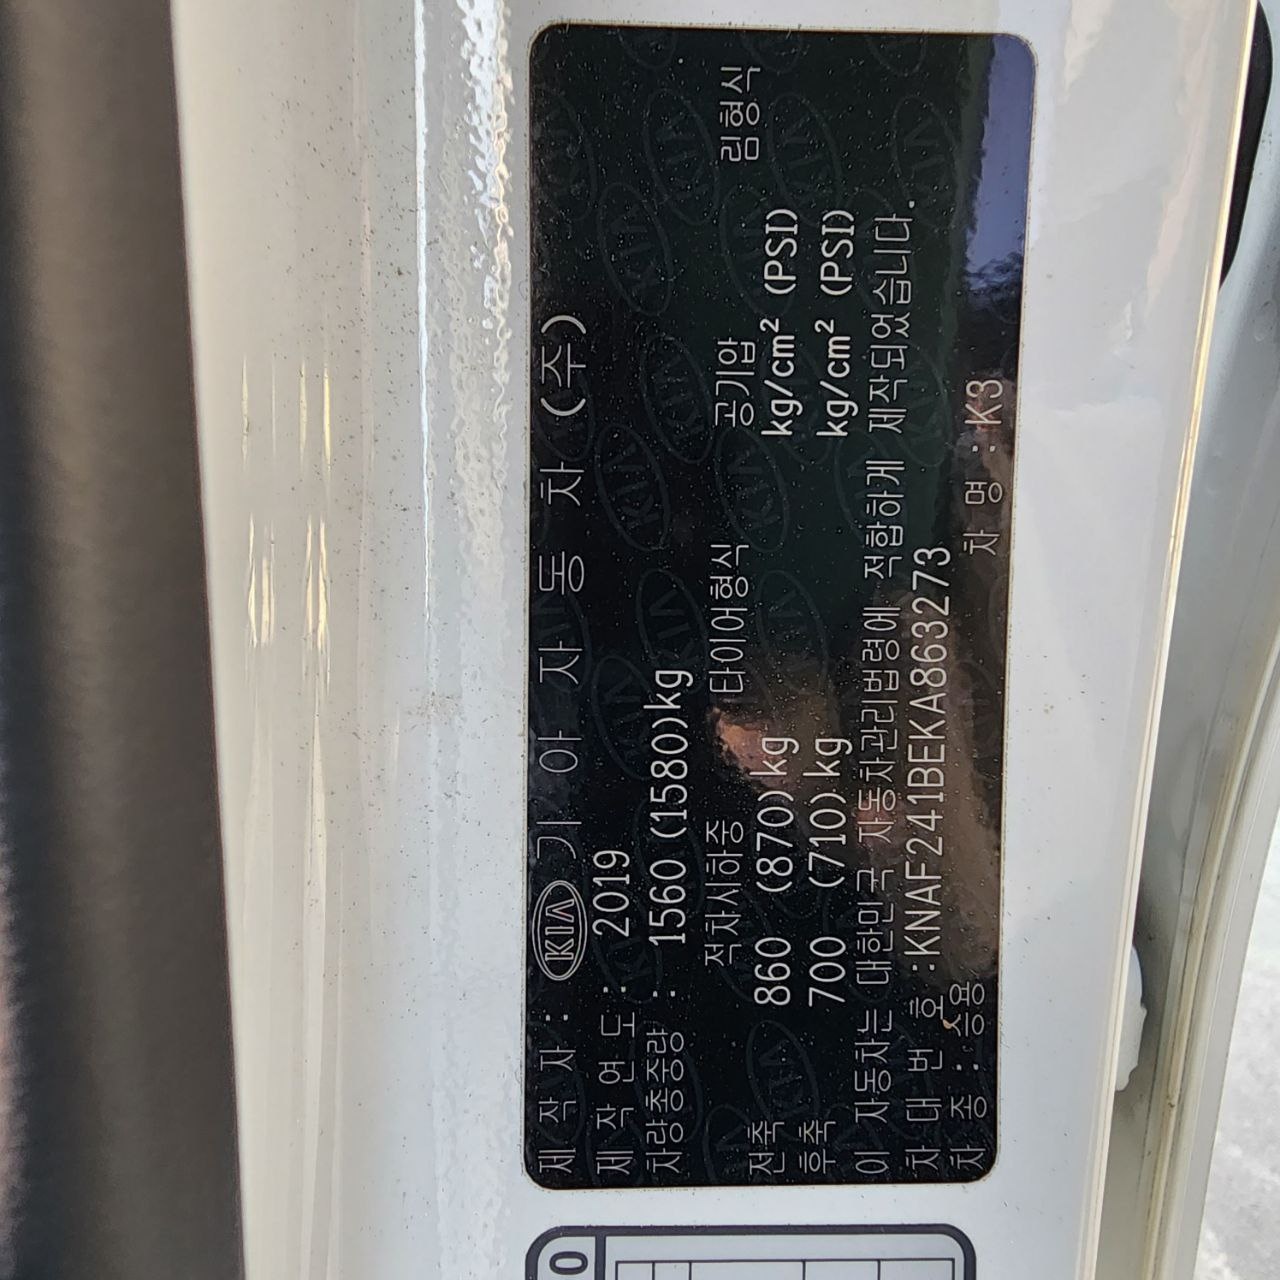 제 작 자 : KIA 기 아 자 동 차 (주)
제 작 연 도 : 2019
차량총중량 : 1560 (1580)kg
적차시하중 타이어형식 공기압 림형식
전축 860 (870)kg kg/cm² (PSI)
후축 700 (710)kg kg/cm² (PSI)
이 자동차는 대한민국 자동차관리법령에 적합하게 제작되었습니다.
차 대 번 호 :KNAF241BEKA863273
차 종 : 승용 차 명 : K3